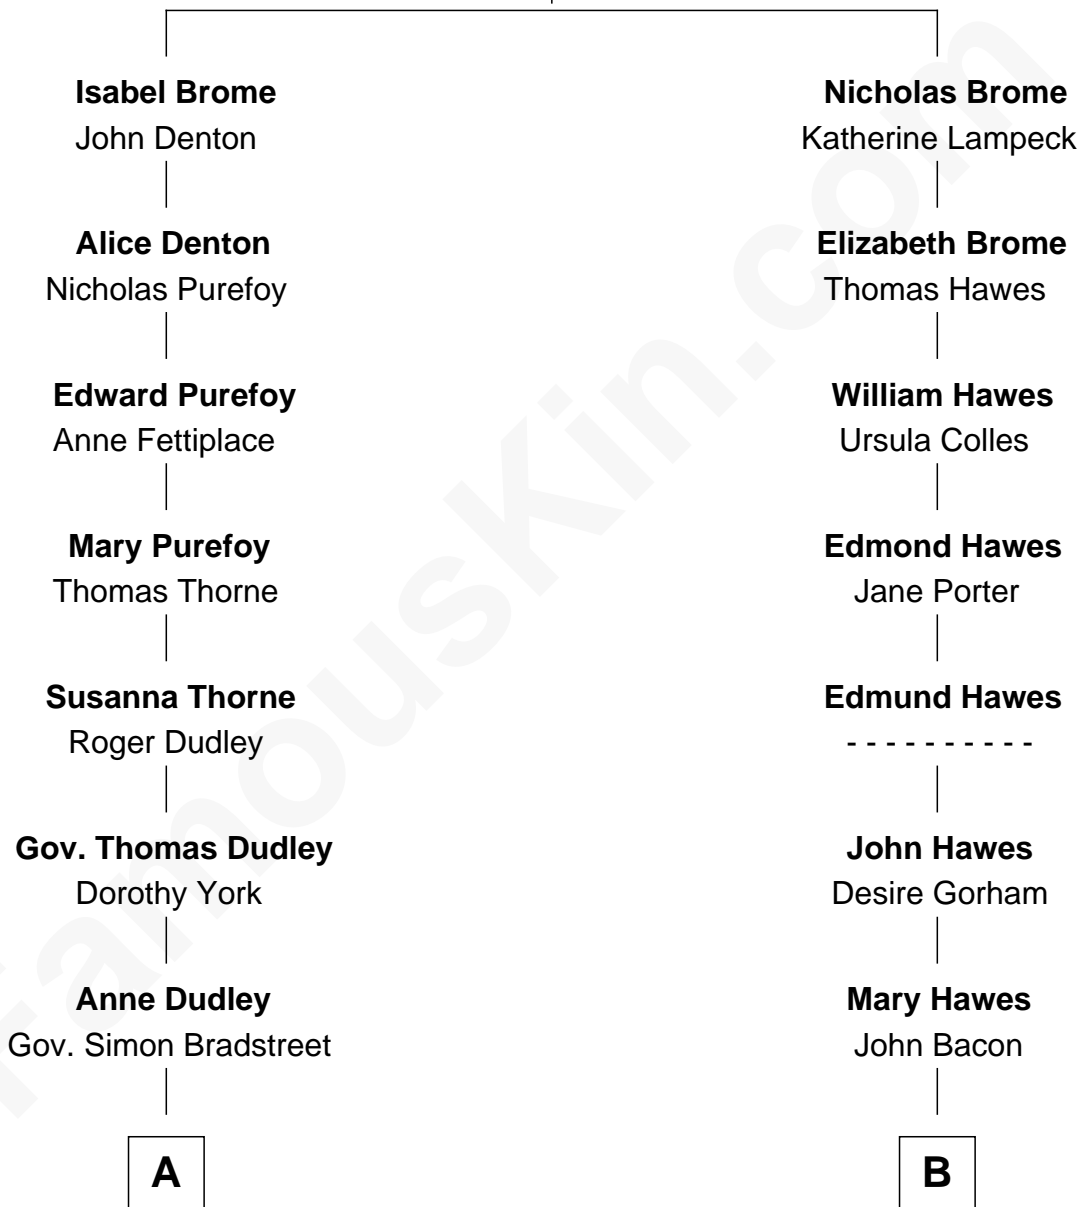 Isabel Brome
John Denton
Alice Denton
Nicholas Purefoy
Edward Purefoy
Anne Fettiplace
Mary Purefoy
Thomas Thorne
Susanna Thorne
Roger Dudley
Gov. Thomas Dudley
Dorothy York
Anne Dudley
Gov. Simon Bradstreet
A
Nicholas Brome
Katherine Lampeck
Elizabeth Brome
Thomas Hawes
William Hawes
Ursula Colles
Edmond Hawes
Jane Porter
Edmund Hawes
- - - - - - - - - -
John Hawes
Desire Gorham
Mary Hawes
John Bacon
B
FamousKin.com